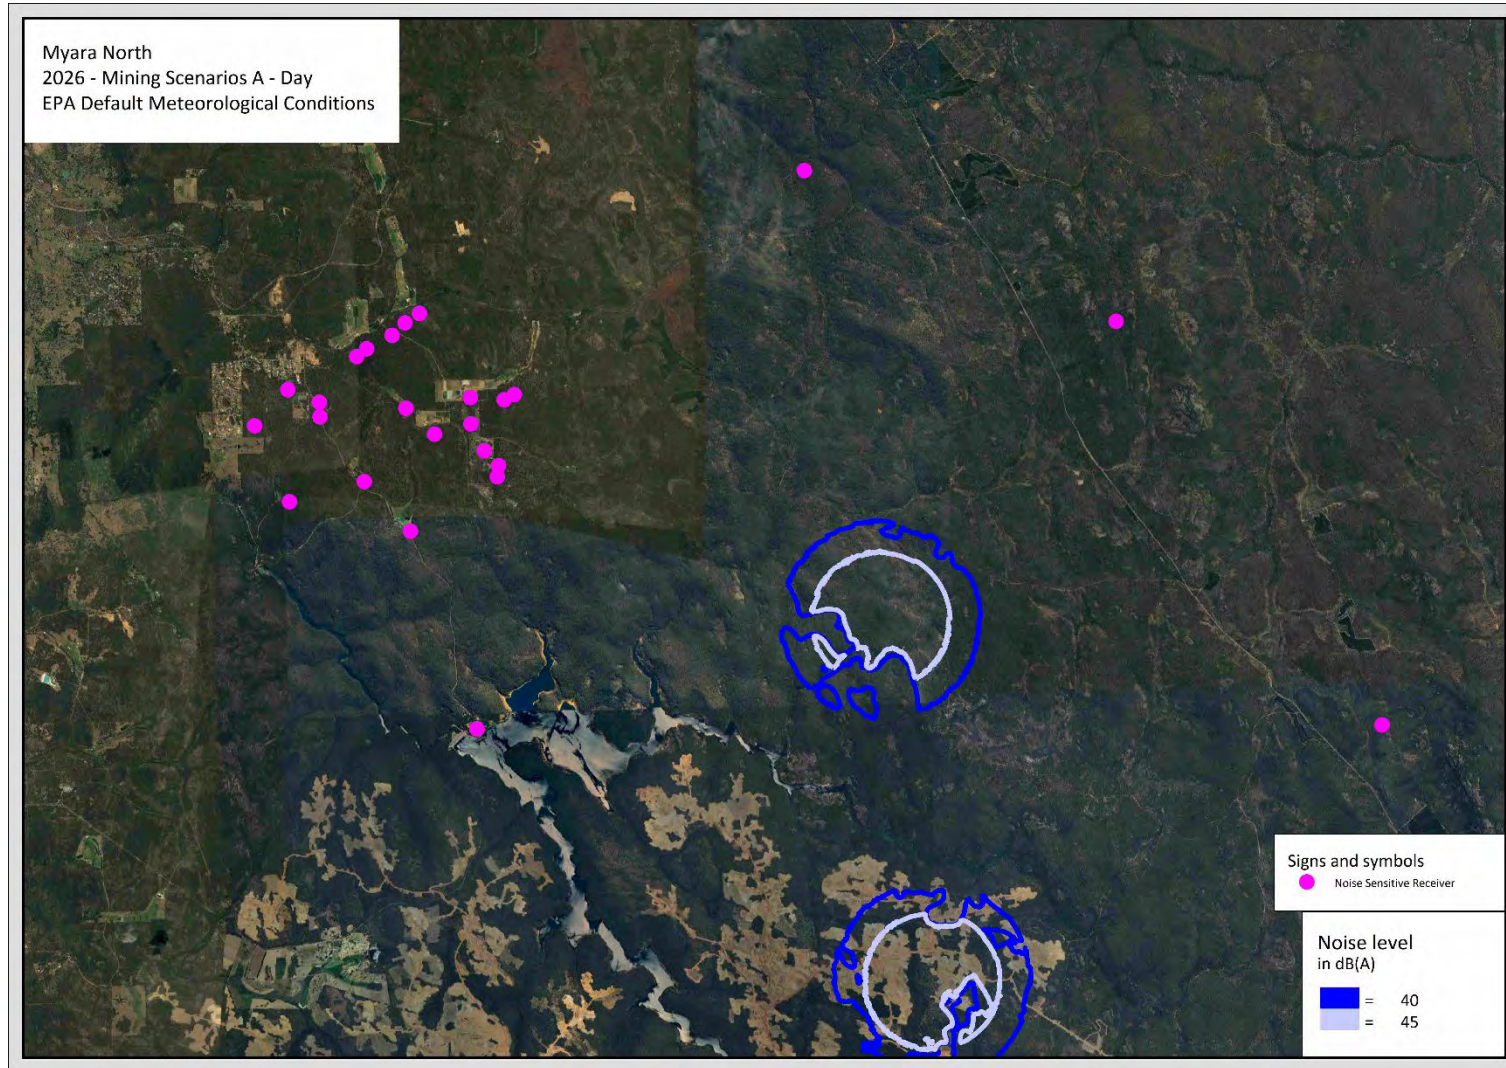 Myara North
2026 - Mining Scenarios A - Day
EPA Default Meteorological Conditions
Signs and symbols
Noise Sensitive Receiver
Noise level
in dB(A)
= 40
= 45